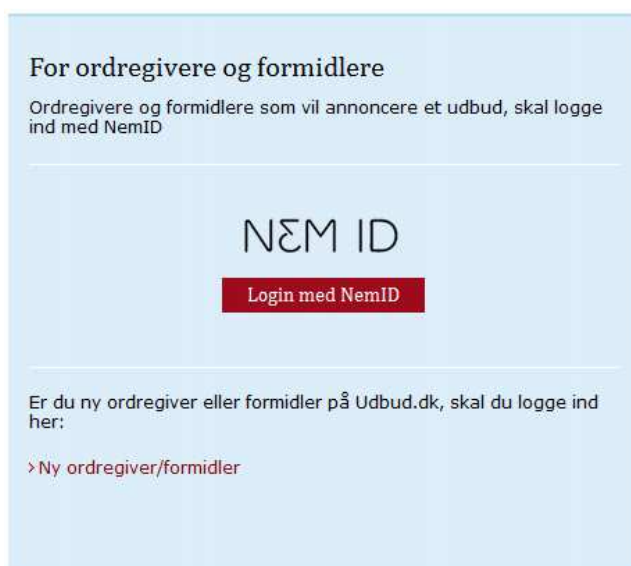 For ordregivere og formidlere
Ordregivere og formidlere som vil annoncere et udbud, skal logge
ind med NemID
NEM ID
Login med NemID
Er du ny ordregiver eller formidler på Udbud.dk, skal du logge ind
her:
›Ny ordregiver/formidler